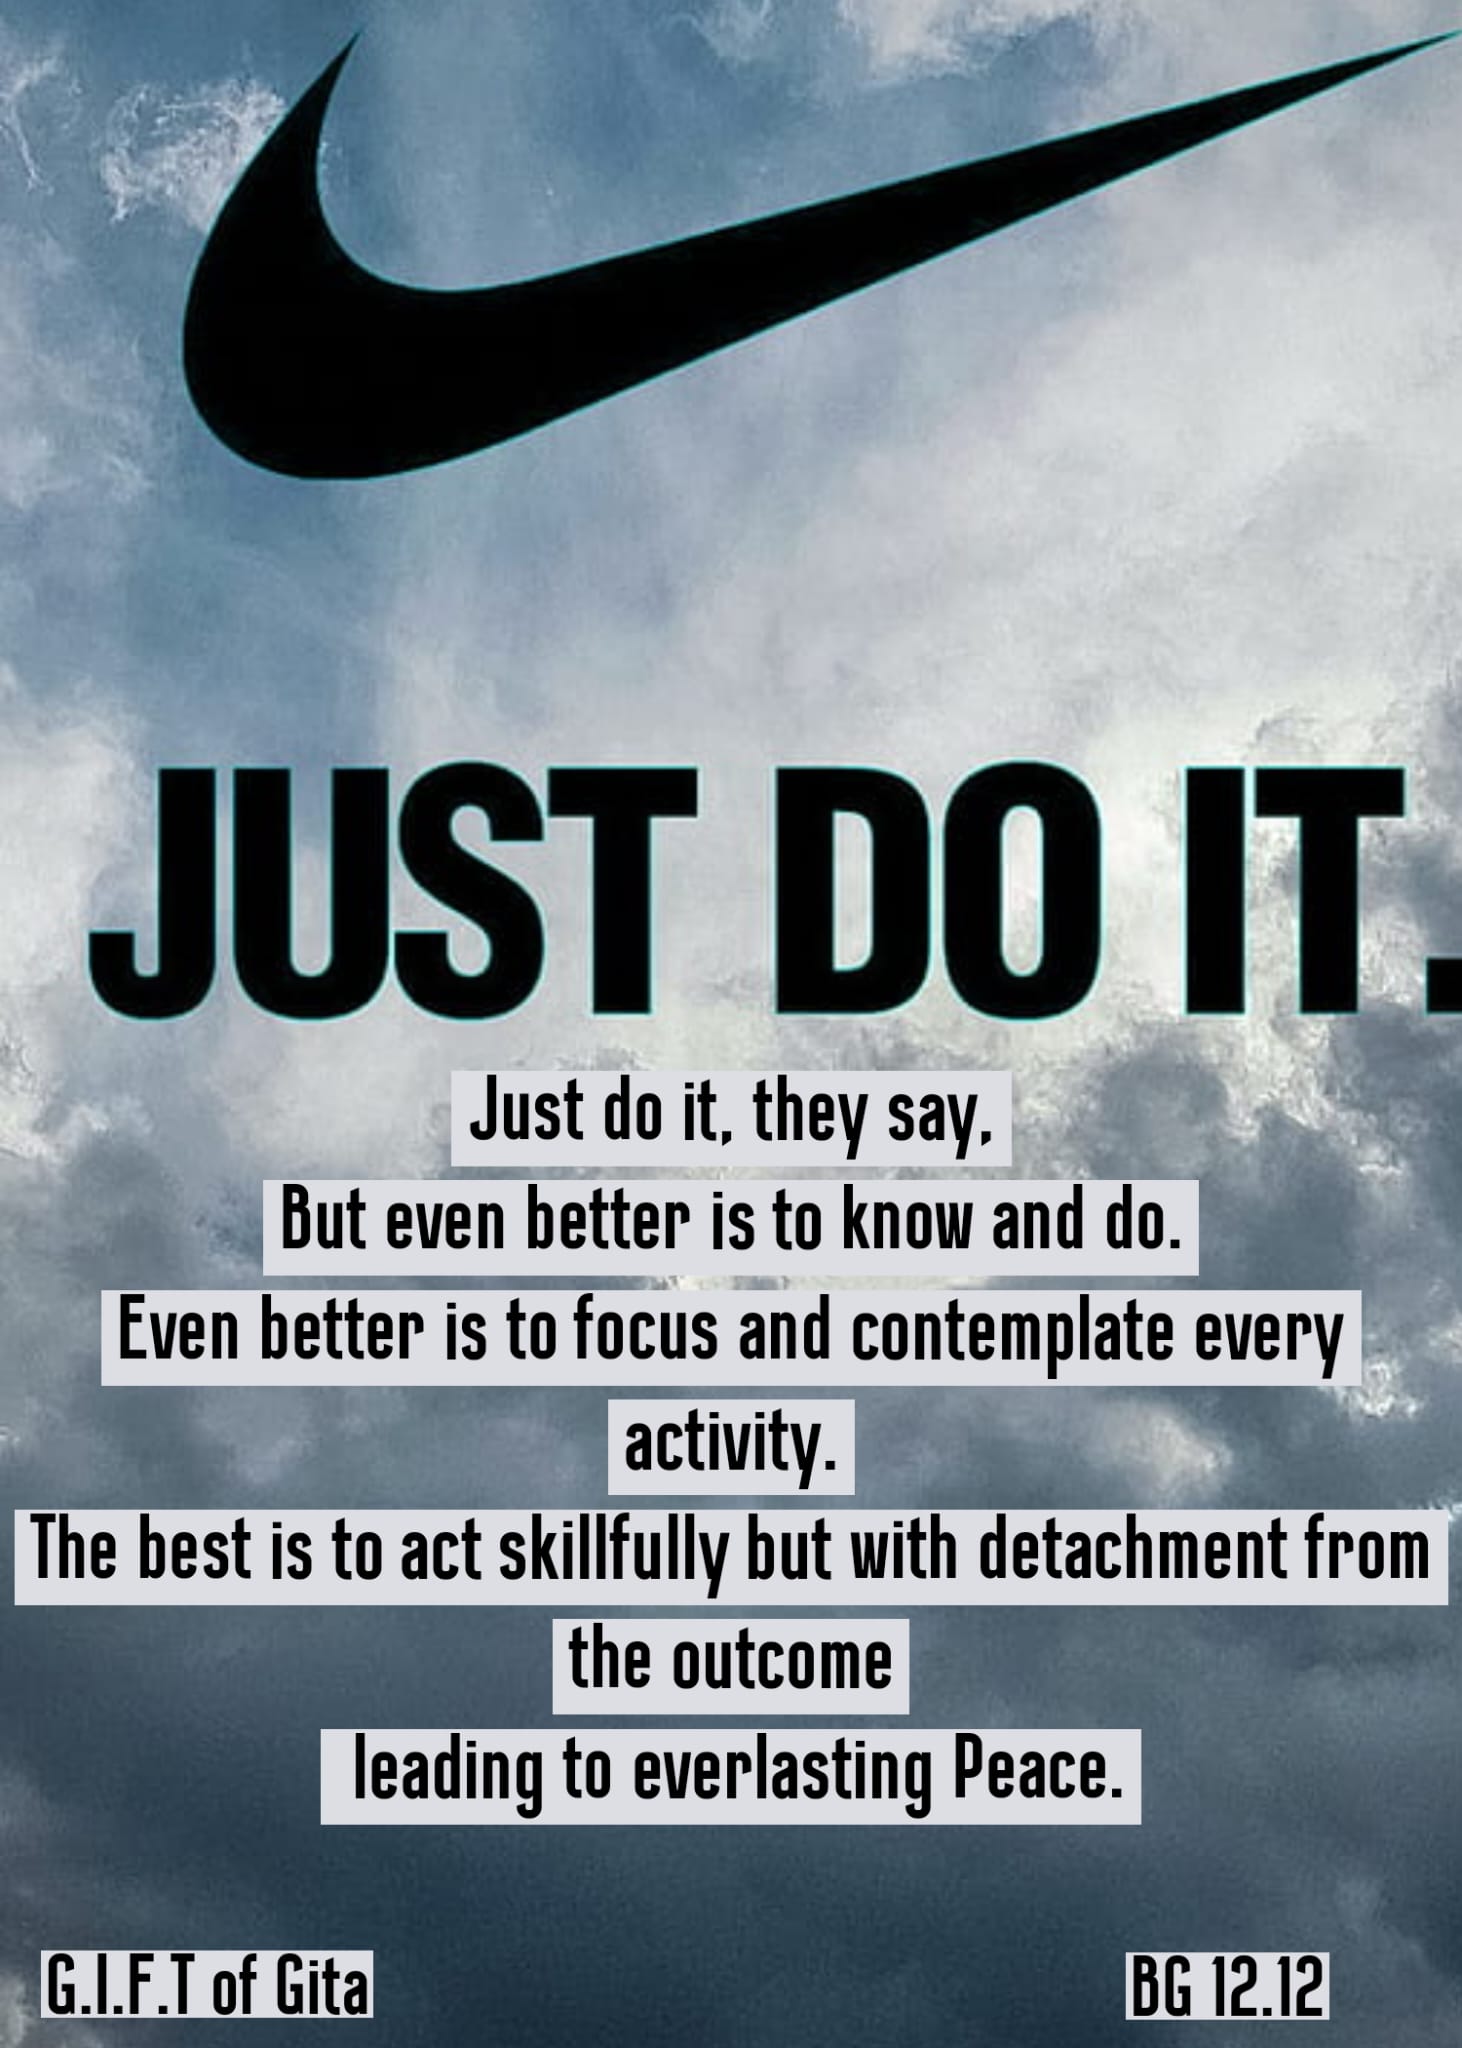 JUST DO IT.
Just do it, they say,
But even better is to know and do.
Even better is to focus and contemplate every
activity.
The best is to act skillfully but with detachment from
the outcome
leading to everlasting Peace.
G.I.F.T of Gita
BG 12.12